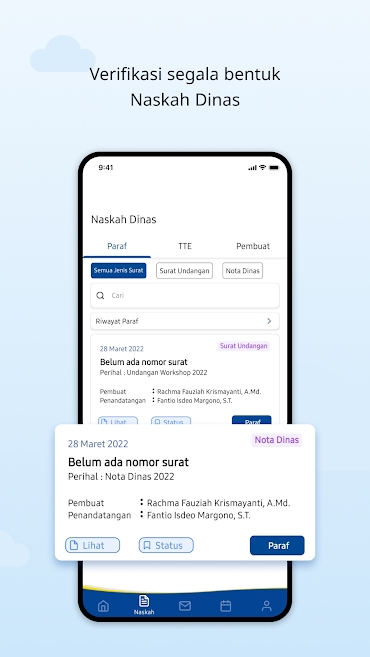 Verifikasi segala bentuk
Naskah Dinas
9:41
Naskah Dinas
Paraf TTE Pembuat
Semua Jenis Surat Surat Undangan Nota Dinas
Cari
Riwayat Paraf
28 Maret 2022 Surat Undangan
Belum ada nomor surat
Perihal : Undangan Workshop 2022
Pembuat : Rachma Fauziah Krismayanti, A.Md.
Penandatangan : Fantio Isdeo Margono, S.T.
Lihat Status Paraf
28 Maret 2022 Nota Dinas
Belum ada nomor surat
Perihal : Nota Dinas 2022
Pembuat : Rachma Fauziah Krismayanti, A.Md.
Penandatangan : Fantio Isdeo Margono, S.T.
Lihat Status Paraf
Naskah